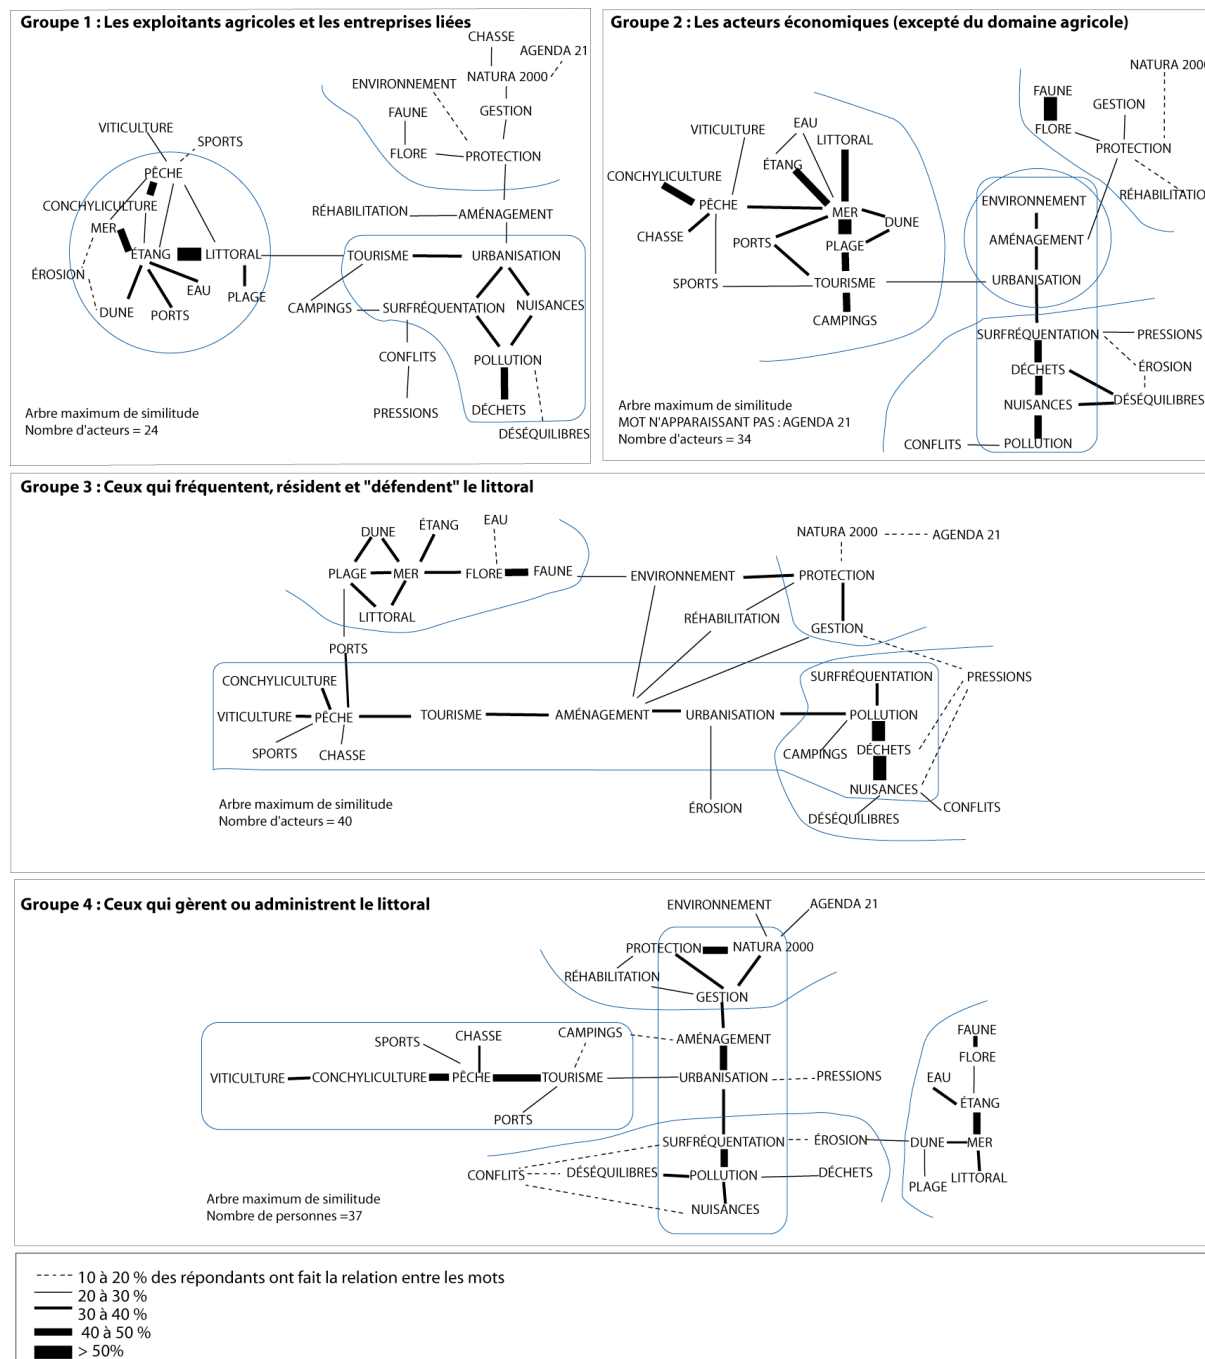 Groupe 1 : Les exploitants agricoles et les entreprises liées
CHASSE
AGENDA 21
ENVIRONNEMENT
NATURA 2000
FAUNE
GESTION
VITICULTURE
SPORTS
FLORE
PROTECTION
PÊCHE
CONCHYLICULTURE
RÉHABILITATION
AMÉNAGEMENT
MER
ÉTANG
LITTORAL
TOURISME
URBANISATION
ÉROSION
EAU
PLAGE
DUNE
PORTS
CAMPINGS
SURFRÉQUENTATION
NUISANCES
CONFLITS
POLLUTION
PRESSIONS
DÉCHETS
DÉSÉQUILIBRES
Arbre maximum de similitude
Nombre d'acteurs = 24
Groupe 2 : Les acteurs économiques (excepté du domaine agricole)
NATURA 2000
FAUNE
GESTION
EAU
VITICULTURE
LITTORAL
FLORE
PROTECTION
ÉTANG
CONCHYLICULTURE
RÉHABILITATION
PÊCHE
MER
ENVIRONNEMENT
DUNE
CHASSE
PORTS
PLAGE
AMÉNAGEMENT
SPORTS
TOURISME
URBANISATION
CAMPINGS
SURFRÉQUENTATION
PRESSIONS
DÉCHETS
ÉROSION
NUISANCES
DÉSÉQUILIBRES
CONFLITS
POLLUTION
Arbre maximum de similitude
MOT N'APPARAISSANT PAS : AGENDA 21
Nombre d'acteurs = 34
Groupe 3 : Ceux qui fréquentent, résident et "défendent" le littoral
DUNE
ÉTANG
EAU
NATURA 2000
AGENDA 21
PLAGE
MER
FLORE
FAUNE
ENVIRONNEMENT
PROTECTION
LITTORAL
RÉHABILITATION
GESTION
PORTS
CONCHYLICULTURE
SURFRÉQUENTATION
PRESSIONS
VITICULTURE
PÊCHE
TOURISME
AMÉNAGEMENT
URBANISATION
POLLUTION
SPORTS
CHASSE
CAMPINGS
DÉCHETS
NUISANCES
ÉROSION
CONFLITS
DÉSÉQUILIBRES
Arbre maximum de similitude
Nombre d'acteurs = 40
Groupe 4 : Ceux qui gèrent ou administrent le littoral
ENVIRONNEMENT
AGENDA 21
PROTECTION
NATURA 2000
RÉHABILITATION
GESTION
SPORTS
CHASSE
CAMPINGS
AMÉNAGEMENT
FAUNE
FLORE
VITICULTURE
CONCHYLICULTURE
PÊCHE
TOURISME
URBANISATION
PRESSIONS
EAU
ÉTANG
PORTS
SURFRÉQUENTATION
ÉROSION
DUNE
MER
CONFLITS
DÉSÉQUILIBRES
POLLUTION
DÉCHETS
PLAGE
LITTORAL
NUISANCES
Arbre maximum de similitude
Nombre de personnes =37
10 à 20 % des répondants ont fait la relation entre les mots
20 à 30 %
30 à 40 %
40 à 50 %
> 50%